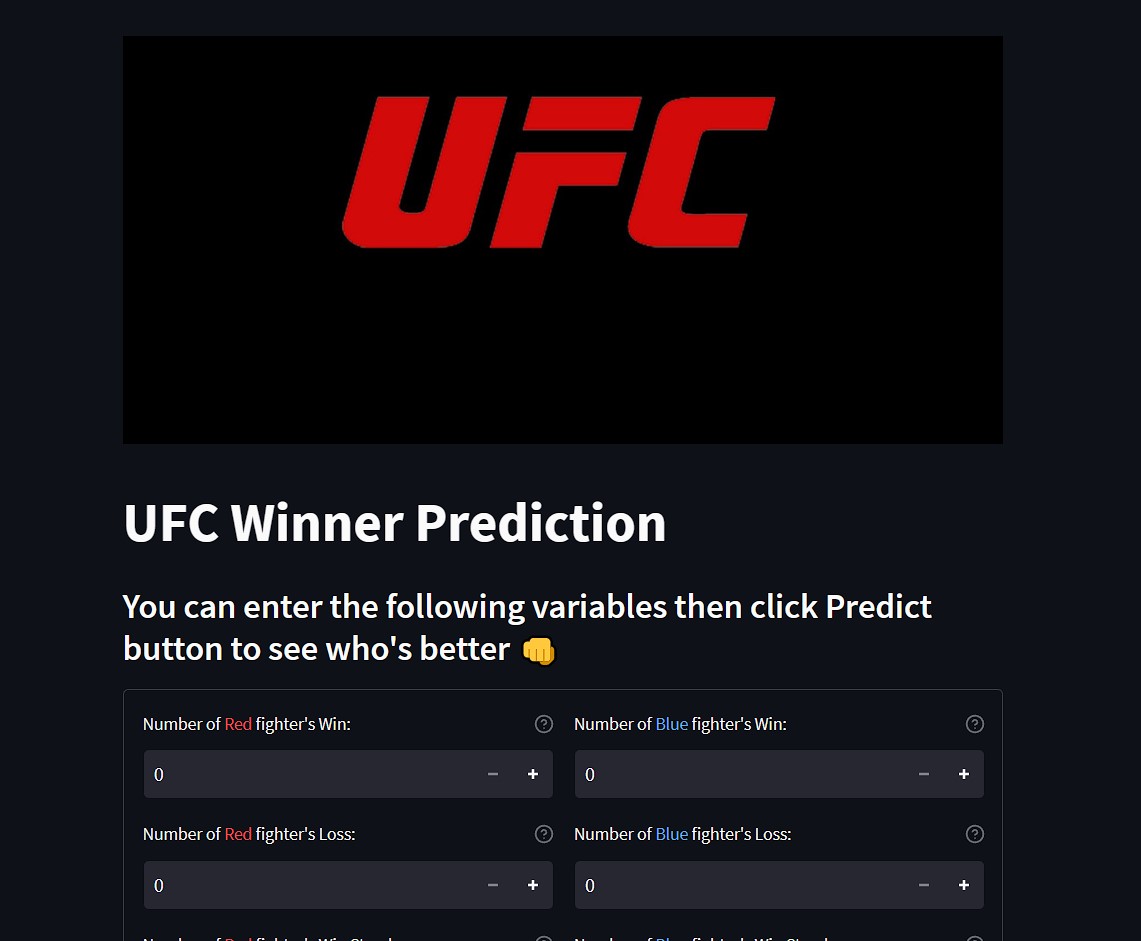 UFC
UFC Winner Prediction
You can enter the following variables then click Predict
button to see who's better 👊
Number of Red fighter's Win:
Number of Blue fighter's Win:
0
0
Number of Red fighter's Loss:
Number of Blue fighter's Loss:
0
0